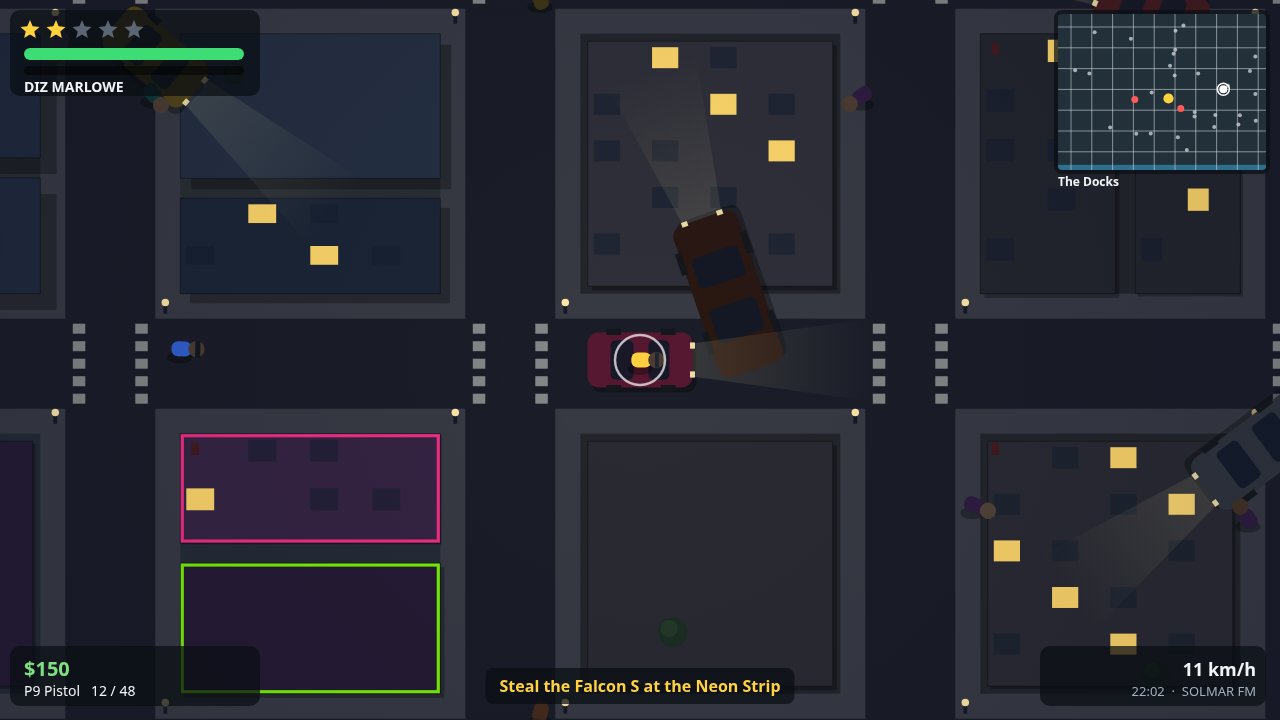 DIZ MARLOWE
The Docks
$150
P9 Pistol 12 / 48
Steal the Falcon S at the Neon Strip
11 km/h
22:02 · SOLMAR FM